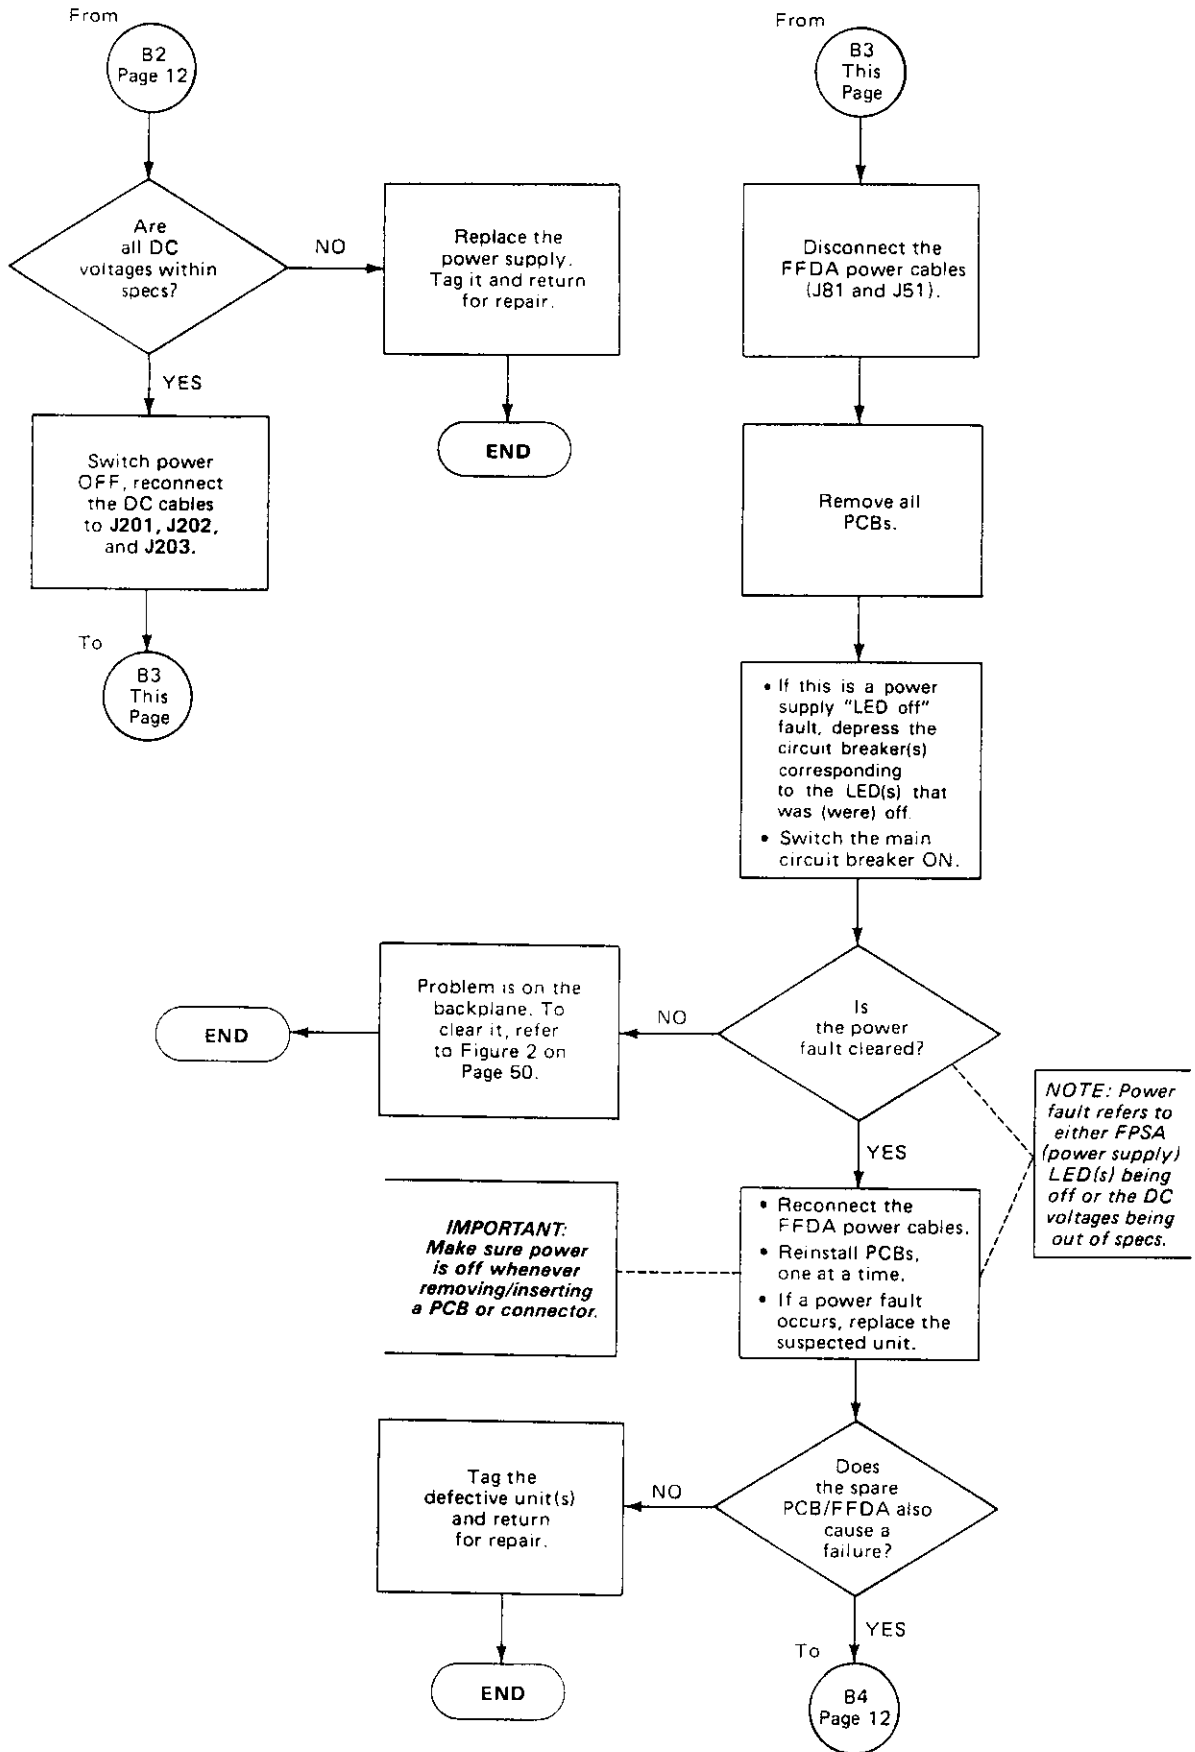 From
B2
Page 12
Are
all DC
voltages within
specs?
NO
Replace the
power supply.
Tag it and return
for repair.
END
YES
Switch power
OFF, reconnect
the DC cables
to J201, J202,
and J203.
To
B3
This
Page
From
B3
This
Page
Disconnect the
FFDA power cables
(J81 and J51).
Remove all
PCBs.
• If this is a power
supply "LED off"
fault, depress the
circuit breaker(s)
corresponding
to the LED(s) that
was (were) off.
• Switch the main
circuit breaker ON.
Is
the power
fault cleared?
NO
Problem is on the
backplane. To
clear it, refer
to Figure 2 on
Page 50.
END
NOTE: Power
fault refers to
either FPSA
(power supply)
LED(s) being
off or the DC
voltages being
out of specs.
YES
• Reconnect the
FFDA power cables.
• Reinstall PCBs,
one at a time.
• If a power fault
occurs, replace the
suspected unit.
IMPORTANT:
Make sure power
is off whenever
removing/inserting
a PCB or connector.
Does
the spare
PCB/FFDA also
cause a
failure?
NO
Tag the
defective unit(s)
and return
for repair.
END
YES
To
B4
Page 12